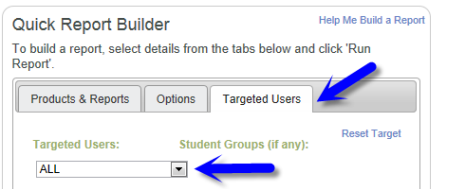 Quick Report Builder
Help Me Build a Report
To build a report, select details from the tabs below and click 'Run
Report'.
Products & Reports
Options
Targeted Users
Reset Target
Targeted Users:
Student Groups (if any):
ALL